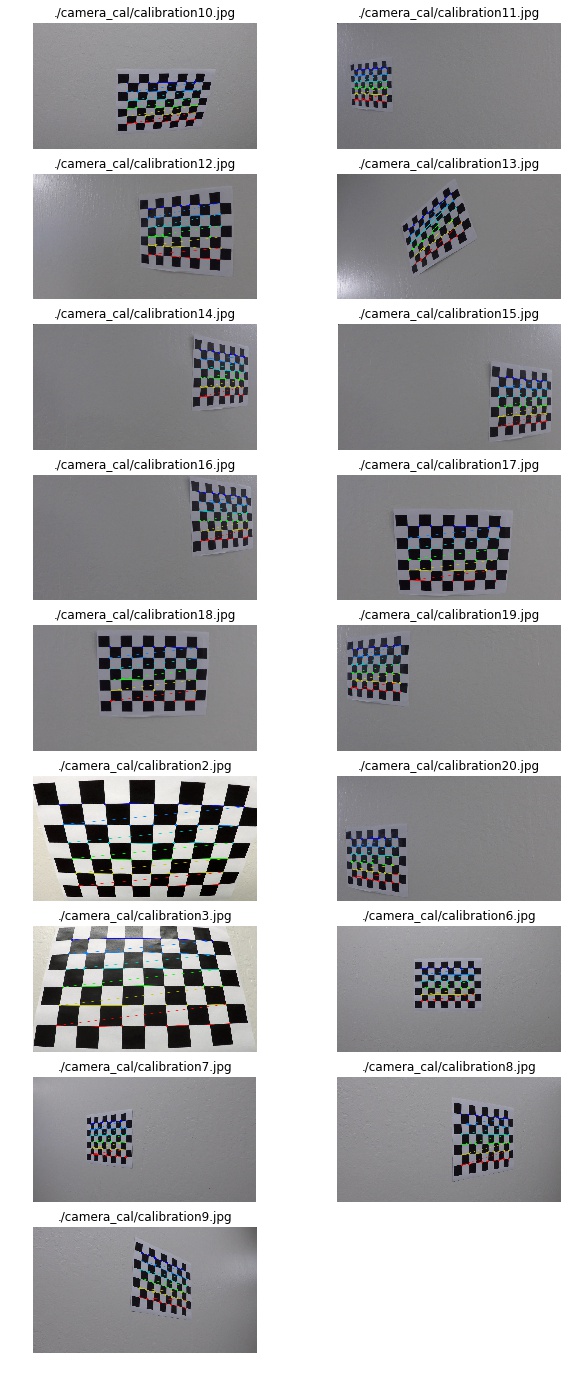 ./camera_cal/calibration10.jpg
./camera_cal/calibration11.jpg
./camera_cal/calibration12.jpg
./camera_cal/calibration13.jpg
./camera_cal/calibration14.jpg
./camera_cal/calibration15.jpg
./camera_cal/calibration16.jpg
./camera_cal/calibration17.jpg
./camera_cal/calibration18.jpg
./camera_cal/calibration19.jpg
./camera_cal/calibration2.jpg
./camera_cal/calibration20.jpg
./camera_cal/calibration3.jpg
./camera_cal/calibration6.jpg
./camera_cal/calibration7.jpg
./camera_cal/calibration8.jpg
./camera_cal/calibration9.jpg